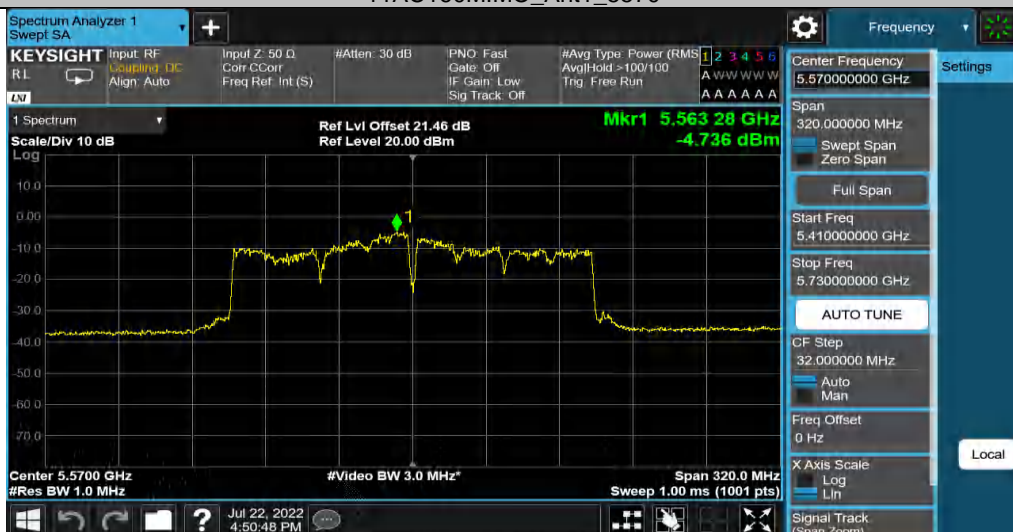 Spectrum Analyzer 1
Swept SA
+
Frequency
KEYSIGHT
RL
LXI
Input: RF
Coupling: DC
Align: Auto
Input Z: 50 Ω
Corr CCorr
Freq Ref: Int (S)
#Atten: 30 dB
PNO: Fast
Gate: Off
IF Gain: Low
Sig Track: Off
#Avg Type: Power (RMS
Avg|Hold:>100/100
Trig: Free Run
1 2 3 4 5 6
A W W W W W
A A A A A A
Center Frequency
5.570000000 GHz
Settings
1 Spectrum
Scale/Div 10 dB
Ref Lvl Offset 21.46 dB
Ref Level 20.00 dBm
Mkr1 5.563 28 GHz
-4.736 dBm
Span
320.000000 MHz
Swept Span
Zero Span
Full Span
Start Freq
5.410000000 GHz
Stop Freq
5.730000000 GHz
AUTO TUNE
CF Step
32.000000 MHz
Auto
Man
Freq Offset
0 Hz
X Axis Scale
Log
Lin
Local
Signal Track
(Span Zoom)
Log
10.0
0.00
-10.0
-20.0
-30.0
-40.0
-50.0
-60.0
-70.0
1
Center 5.5700 GHz
#Res BW 1.0 MHz
#Video BW 3.0 MHz*
Span 320.0 MHz
Sweep 1.00 ms (1001 pts)
?
Jul 22, 2022
4:50:48 PM